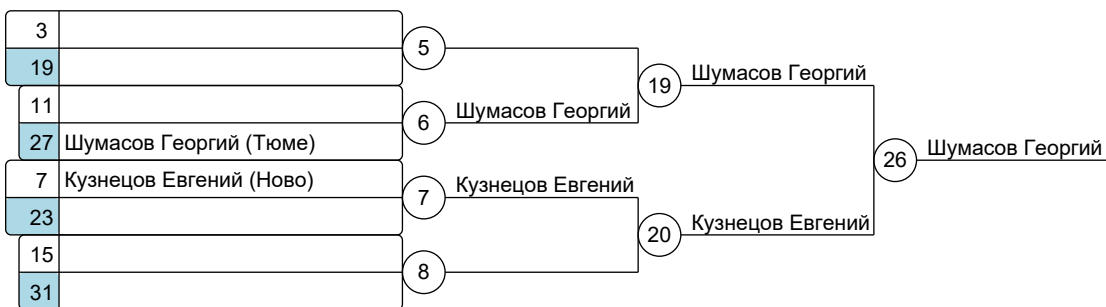 3
5
19
19 Шумасов Георгий
11
6 Шумасов Георгий
27 Шумасов Георгий (Тюме)
26 Шумасов Георгий
7 Кузнецов Евгений (Ново)
7 Кузнецов Евгений
23
20 Кузнецов Евгений
15
8
31